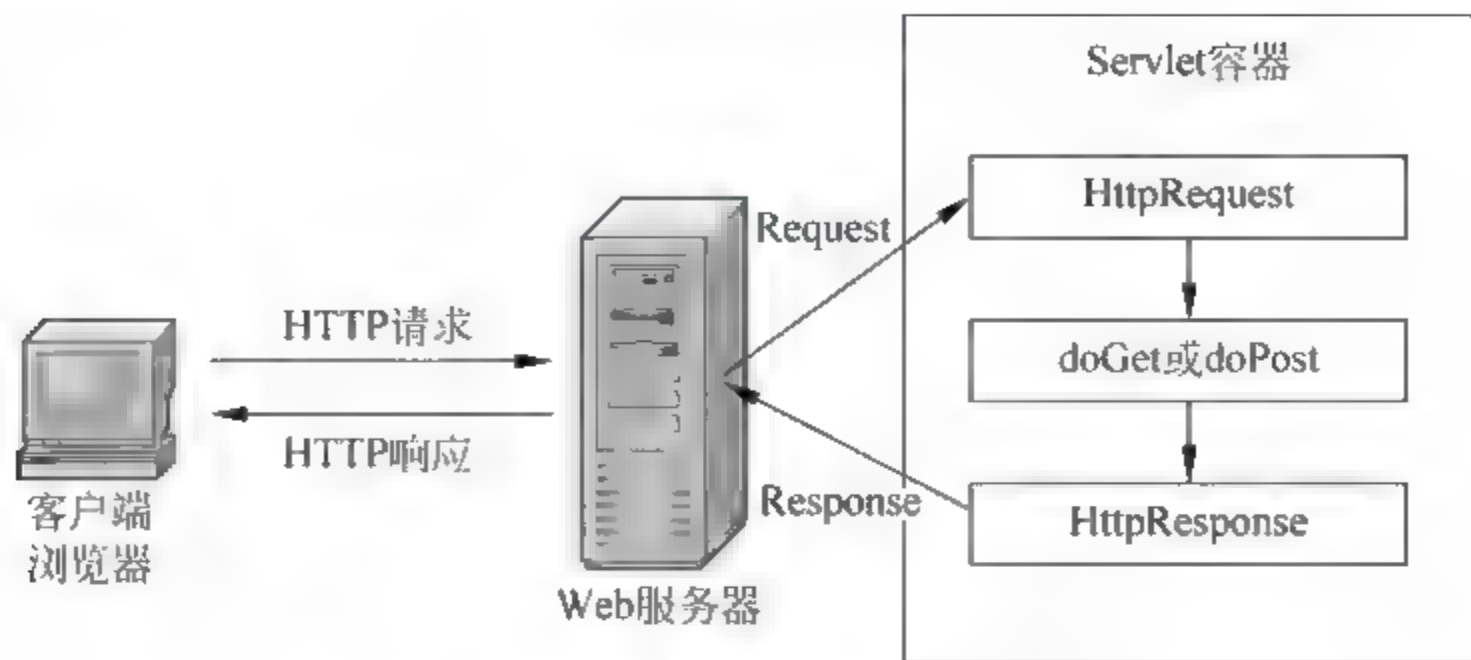 Servlet容器
HttpRequest
Request
HTTP请求
doGet或doPost
HTTP响应
Response
HttpResponse
客户端
浏览器
Web服务器